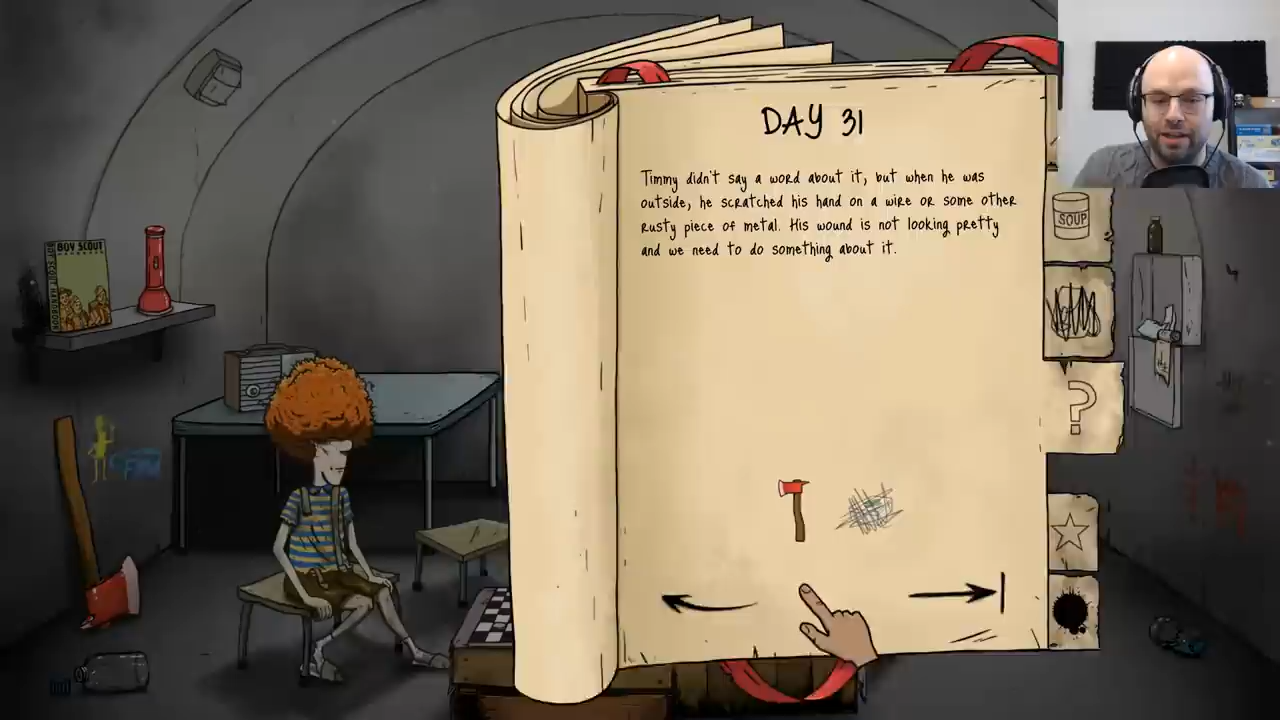 DAY 31
Timmy didn't say a word about it, but when he was
outside, he scratched his hand on a wire or some other
rusty piece of metal. His wound is not looking pretty
and we need to do something about it.
BOY SCOUT
SOUP
?